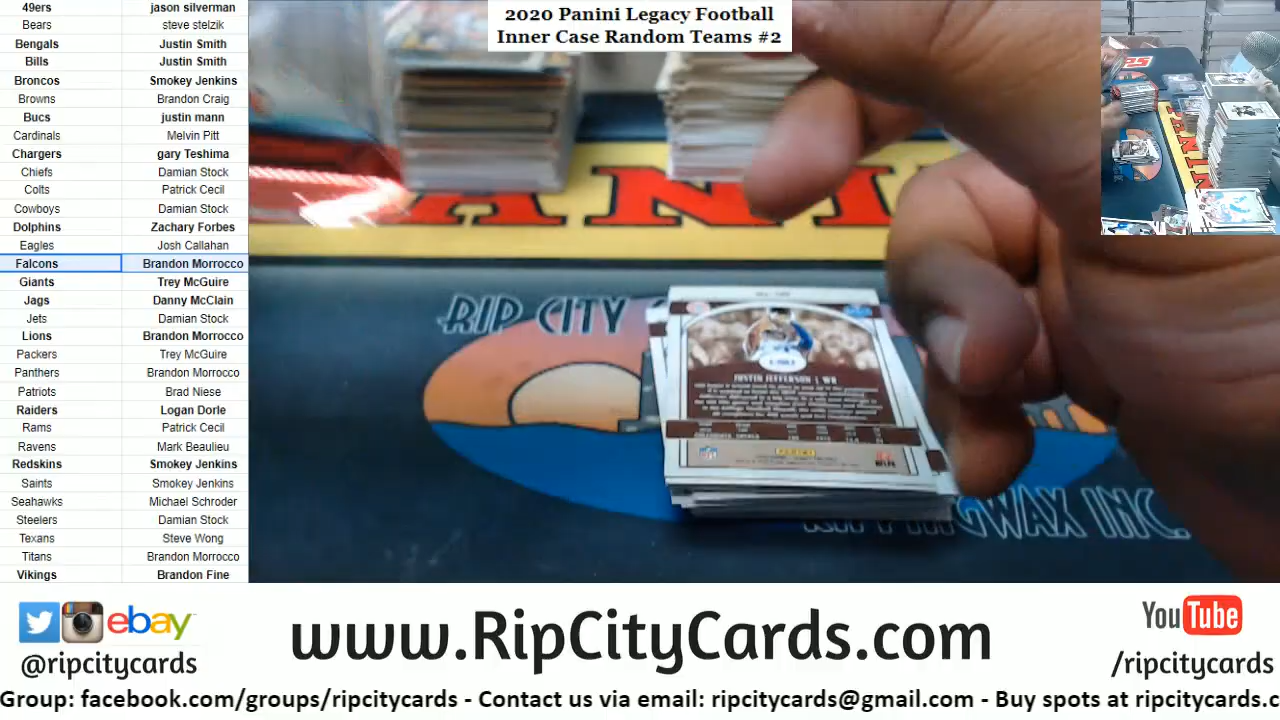 2020 Panini Legacy Football
Inner Case Random Teams #2
49ers jason silverman
Bears steve stelzik
Bengals Justin Smith
Bills Justin Smith
Broncos Smokey Jenkins
Browns Brandon Craig
Bucs justin mann
Cardinals Melvin Pitt
Chargers gary Teshima
Chiefs Damian Stock
Colts Patrick Cecil
Cowboys Damian Stock
Dolphins Zachary Forbes
Eagles Josh Callahan
Falcons Brandon Morrocco
Giants Trey McGuire
Jags Danny McClain
Jets Damian Stock
Lions Brandon Morrocco
Packers Trey McGuire
Panthers Brandon Morrocco
Patriots Brad Niese
Raiders Logan Dorle
Rams Patrick Cecil
Ravens Mark Beaulieu
Redskins Smokey Jenkins
Saints Smokey Jenkins
Seahawks Michael Schroder
Steelers Damian Stock
Texans Steve Wong
Titans Brandon Morrocco
Vikings Brandon Fine
PANINI
RIP CITY
JUSTIN JEFFERSON | WR
PANINI
WAX INC.
ebay
@ripcitycards
www.RipCityCards.com
YouTube
/ripcitycards
Group: facebook.com/groups/ripcitycards - Contact us via email: ripcitycards@gmail.com - Buy spots at ripcitycards.c